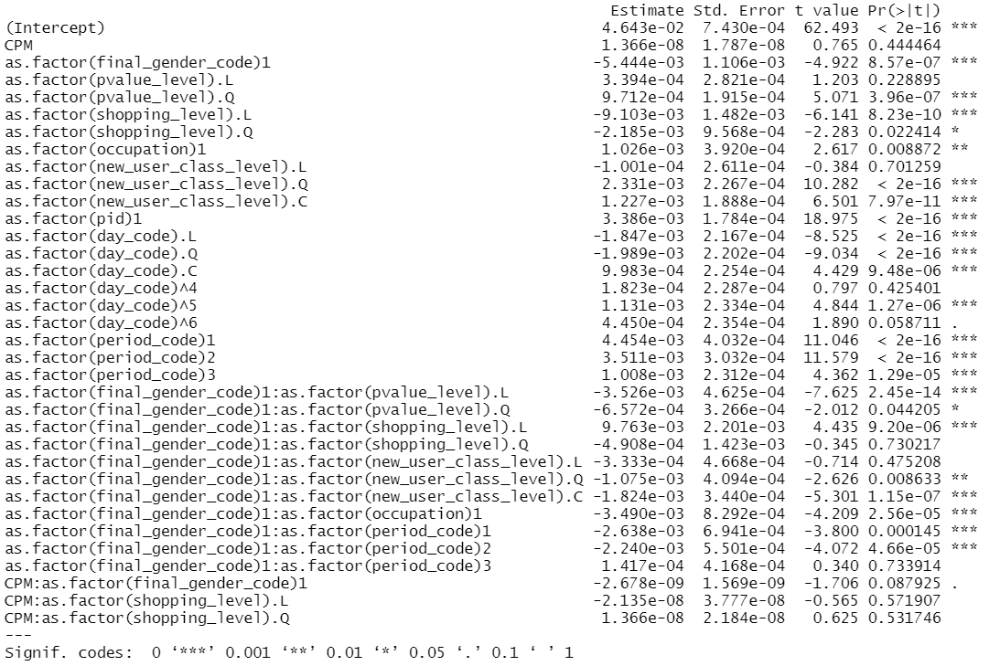 Estimate Std. Error t value Pr(>|t|)
(Intercept) 4.643e-02 7.430e-04 62.493 < 2e-16 ***
CPM 1.366e-08 1.787e-08 0.765 0.444464
as.factor(final_gender_code)1 -5.444e-03 1.106e-03 -4.922 8.57e-07 ***
as.factor(pvalue_level).L 3.394e-04 2.821e-04 1.203 0.228895
as.factor(pvalue_level).Q 9.712e-04 1.915e-04 5.071 3.96e-07 ***
as.factor(shopping_level).L -9.103e-03 1.482e-03 -6.141 8.23e-10 ***
as.factor(shopping_level).Q -2.185e-03 9.568e-04 -2.283 0.022414 *
as.factor(occupation)1 1.026e-03 3.920e-04 2.617 0.008872 **
as.factor(new_user_class_level).L -1.001e-04 2.611e-04 -0.384 0.701259
as.factor(new_user_class_level).Q 2.331e-03 2.267e-04 10.282 < 2e-16 ***
as.factor(new_user_class_level).C 1.227e-03 1.888e-04 6.501 7.97e-11 ***
as.factor(pid)1 3.386e-03 1.784e-04 18.975 < 2e-16 ***
as.factor(day_code).L -1.847e-03 2.167e-04 -8.525 < 2e-16 ***
as.factor(day_code).Q -1.989e-03 2.202e-04 -9.034 < 2e-16 ***
as.factor(day_code).C 9.983e-04 2.254e-04 4.429 9.48e-06 ***
as.factor(day_code)^4 1.823e-04 2.287e-04 0.797 0.425401
as.factor(day_code)^5 1.131e-03 2.334e-04 4.844 1.27e-06 ***
as.factor(day_code)^6 4.450e-04 2.354e-04 1.890 0.058711 .
as.factor(period_code)1 4.454e-03 4.032e-04 11.046 < 2e-16 ***
as.factor(period_code)2 3.511e-03 3.032e-04 11.579 < 2e-16 ***
as.factor(period_code)3 1.008e-03 2.312e-04 4.362 1.29e-05 ***
as.factor(final_gender_code)1:as.factor(pvalue_level).L -3.526e-03 4.625e-04 -7.625 2.45e-14 ***
as.factor(final_gender_code)1:as.factor(pvalue_level).Q -6.572e-04 3.266e-04 -2.012 0.044205 *
as.factor(final_gender_code)1:as.factor(shopping_level).L 9.763e-03 2.201e-03 4.435 9.20e-06 ***
as.factor(final_gender_code)1:as.factor(shopping_level).Q -4.908e-04 1.423e-03 -0.345 0.730217
as.factor(final_gender_code)1:as.factor(new_user_class_level).L -3.333e-04 4.668e-04 -0.714 0.475208
as.factor(final_gender_code)1:as.factor(new_user_class_level).Q -1.075e-03 4.094e-04 -2.626 0.008633 **
as.factor(final_gender_code)1:as.factor(new_user_class_level).C -1.824e-03 3.440e-04 -5.301 1.15e-07 ***
as.factor(final_gender_code)1:as.factor(occupation)1 -3.490e-03 8.292e-04 -4.209 2.56e-05 ***
as.factor(final_gender_code)1:as.factor(period_code)1 -2.638e-03 6.941e-04 -3.800 0.000145 ***
as.factor(final_gender_code)1:as.factor(period_code)2 -2.240e-03 5.501e-04 -4.072 4.66e-05 ***
as.factor(final_gender_code)1:as.factor(period_code)3 1.417e-04 4.168e-04 0.340 0.733914
CPM:as.factor(final_gender_code)1 -2.678e-09 1.569e-09 -1.706 0.087925 .
CPM:as.factor(shopping_level).L -2.135e-08 3.777e-08 -0.565 0.571907
CPM:as.factor(shopping_level).Q 1.366e-08 2.184e-08 0.625 0.531746
---
Signif. codes: 0 ‘***’ 0.001 ‘**’ 0.01 ‘*’ 0.05 ‘.’ 0.1 ‘ ’ 1